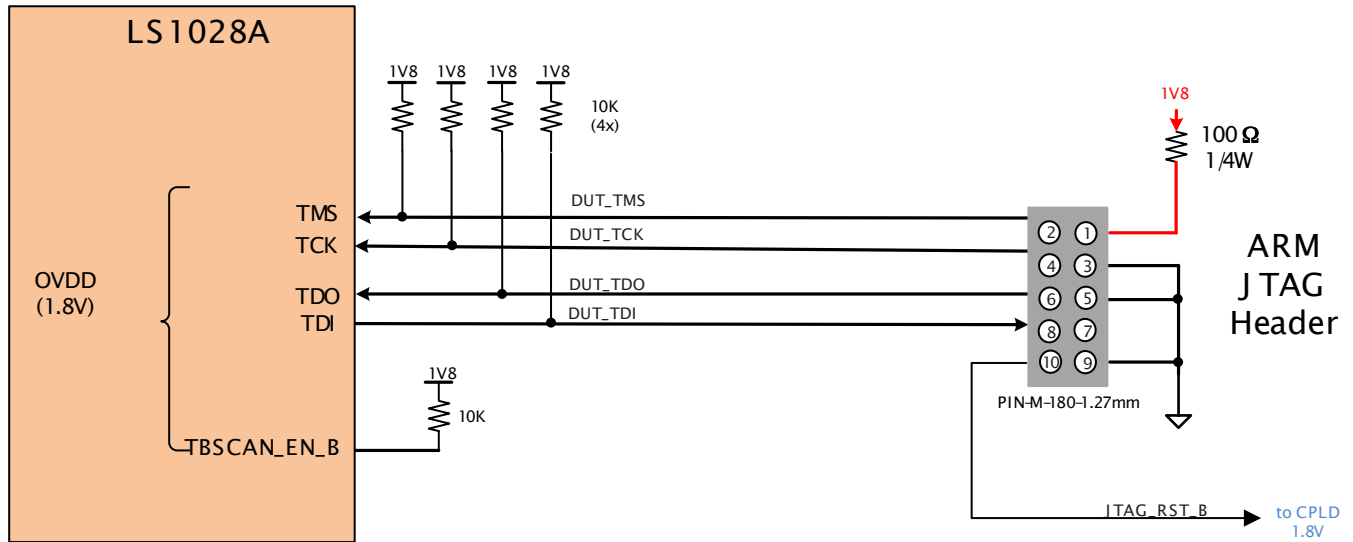 LS1028A
1V8 1V8 1V8 1V8
10K
(4x)
1V8
100 Ω
1/4W
TMS
DUT_TMS
TCK
DUT_TCK
TDO
DUT_TDO
TDI
DUT_TDI
OVDD
(1.8V)
2 1
4 3
6 5
8 7
10 9
ARM
JTAG
Header
PIN-M-180-1.27mm
1V8
10K
TBSCAN_EN_B
JTAG_RST_B
to CPLD
1.8V